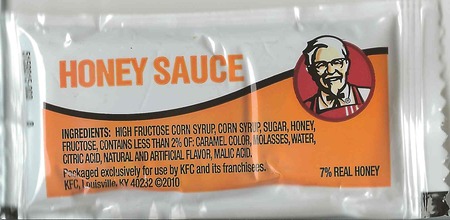 HONEY SAUCE
INGREDIENTS: HIGH FRUCTOSE CORN SYRUP, CORN SYRUP, SUGAR, HONEY,
FRUCTOSE, CONTAINS LESS THAN 2% OF: CARAMEL COLOR, MOLASSES, WATER,
CITRIC ACID, NATURAL AND ARTIFICIAL FLAVOR, MALIC ACID.
Packaged exclusively for use by KFC and its franchisees.
KFC, Louisville, KY 40232 ©2010
7% REAL HONEY